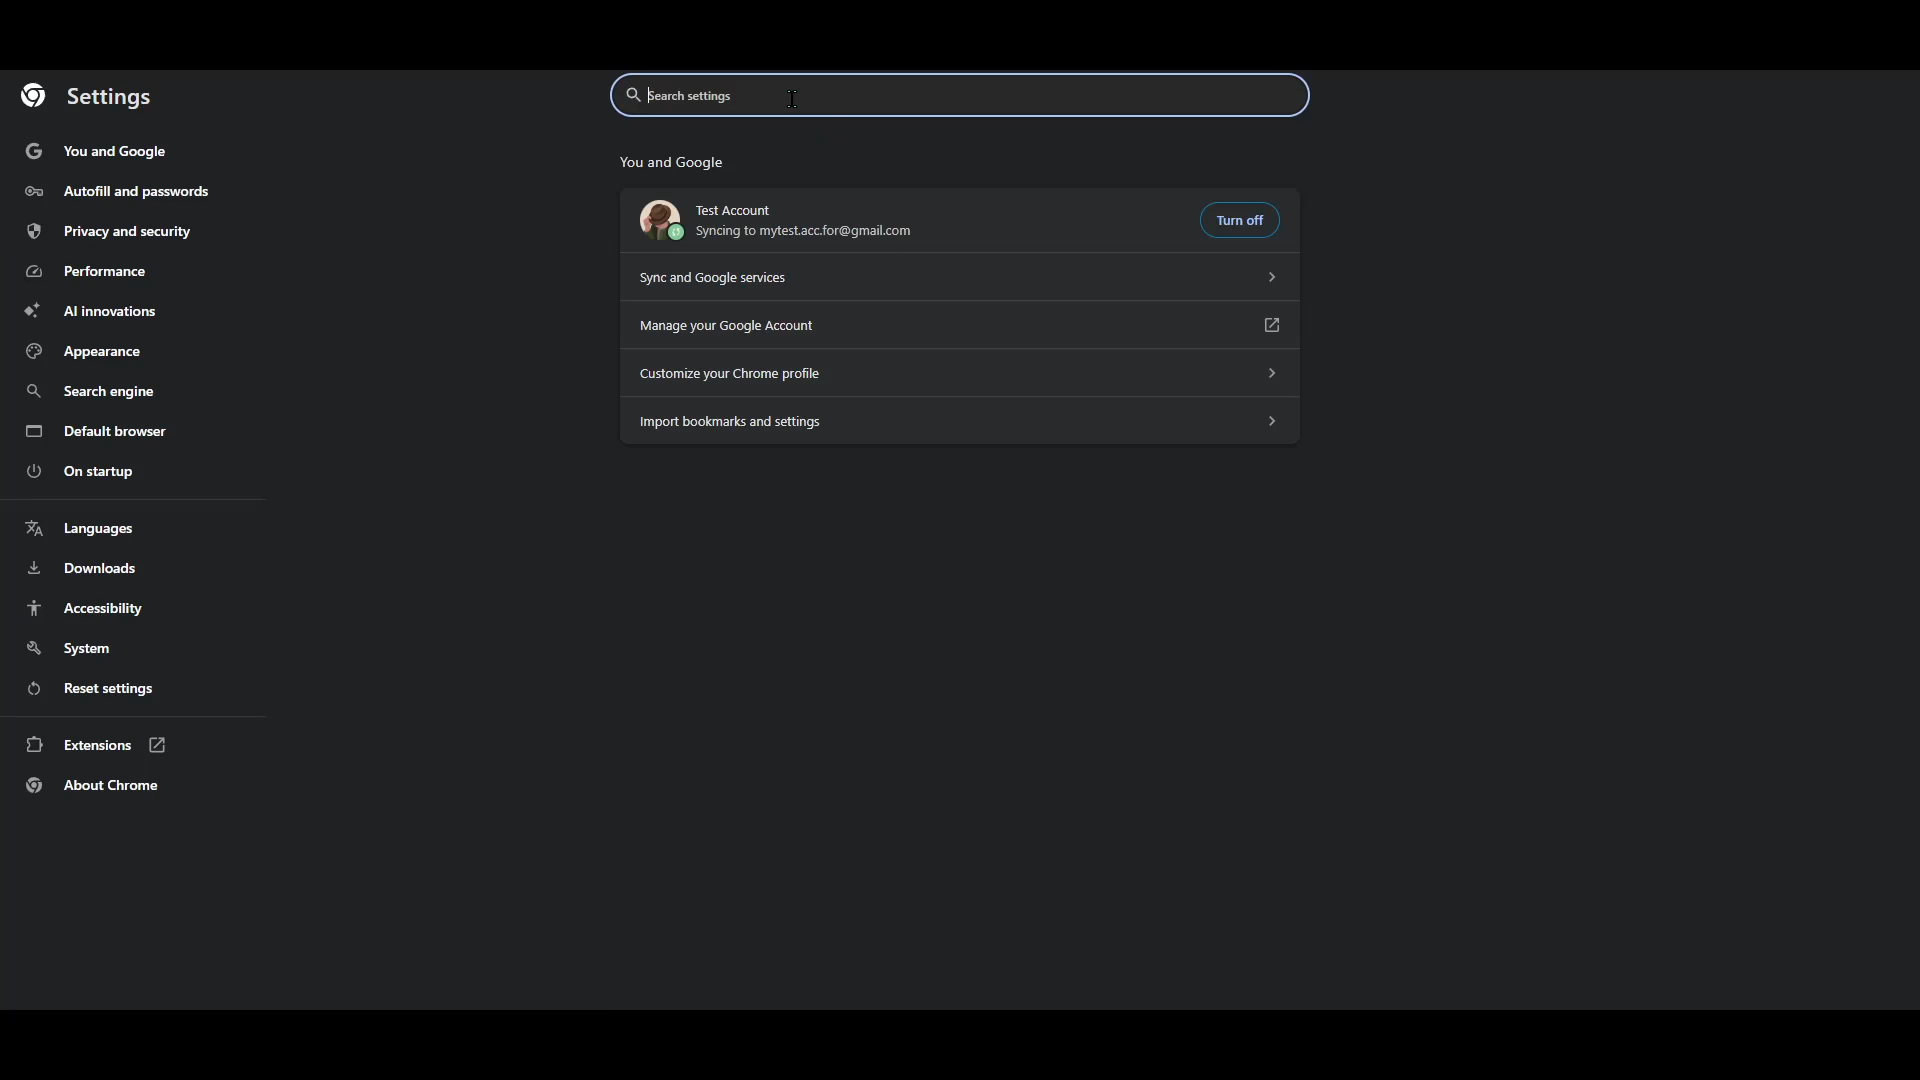 Settings
Search settings
You and Google
Autofill and passwords
Privacy and security
Performance
AI innovations
Appearance
Search engine
Default browser
On startup
Languages
Downloads
Accessibility
System
Reset settings
Extensions
About Chrome
You and Google
Test Account
Syncing to mytest.acc.for@gmail.com
Turn off
Sync and Google services
Manage your Google Account
Customize your Chrome profile
Import bookmarks and settings